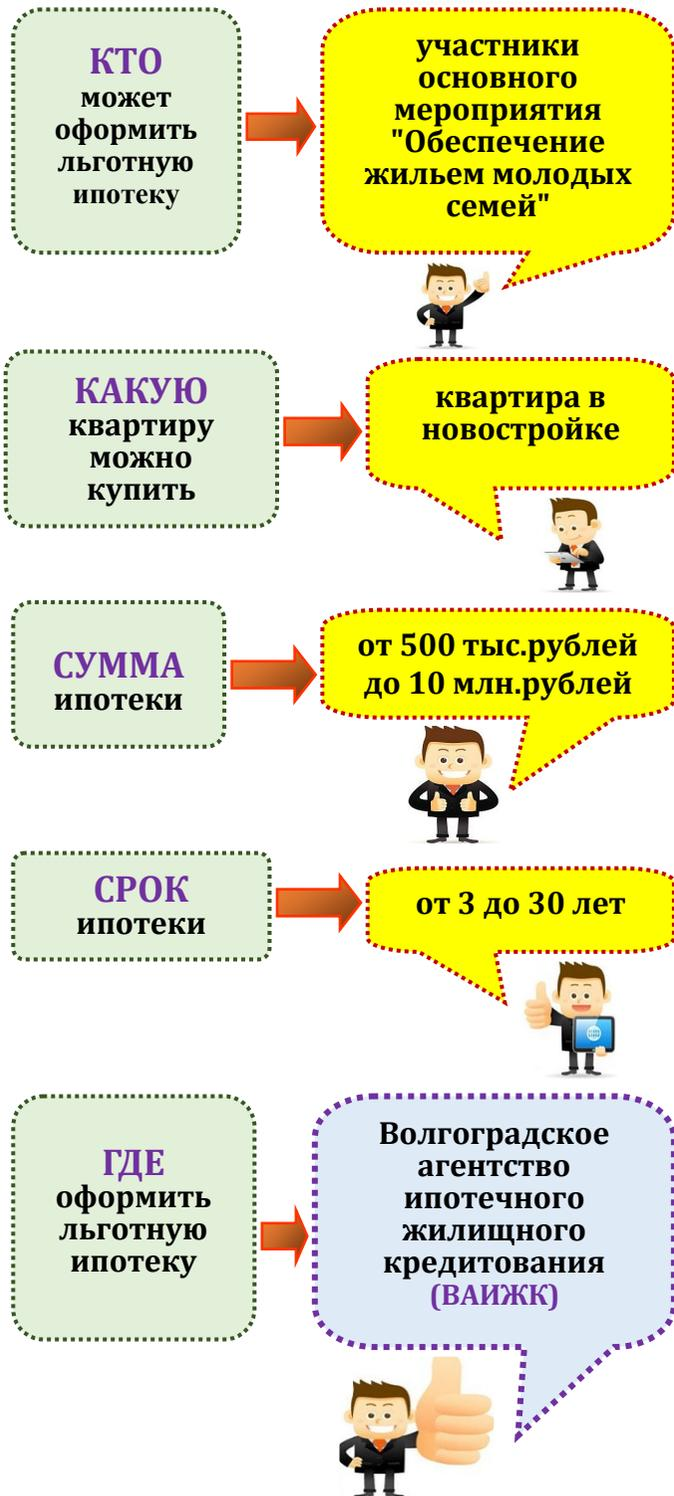 КТО
может
оформить
льготную
ипотеку
участники
основного
мероприятия
"Обеспечение
жильем молодых
семей"
КАКУЮ
квартиру
можно
купить
квартира в
новостройке
СУММА
ипотеки
от 500 тыс.рублей
до 10 млн.рублей
СРОК
ипотеки
от 3 до 30 лет
ГДЕ
оформить
льготную
ипотеку
Волгоградское
агентство
ипотечного
жилищного
кредитования
(ВАИЖК)